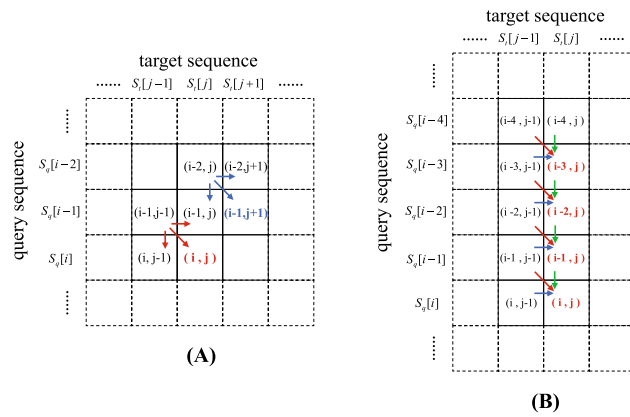 target sequence
...... S_t[j−1] S_t[j] S_t[j+1] ......
query sequence
......
S_q[i−2] (i-2, j) (i-2,j+1)
S_q[i−1] (i-1,j-1) (i-1, j) (i-1,j+1)
S_q[i] (i, j-1) (i , j)
......
(A)
target sequence
...... S_t[j−1] S_t[j] ......
query sequence
......
S_q[i−4] (i-4 , j-1) (i-4 , j)
S_q[i−3] (i-3 , j-1) (i-3 , j)
S_q[i−2] (i-2 , j-1) (i-2 , j)
S_q[i−1] (i-1 , j-1) (i-1 , j)
S_q[i] (i , j-1) (i , j)
......
(B)